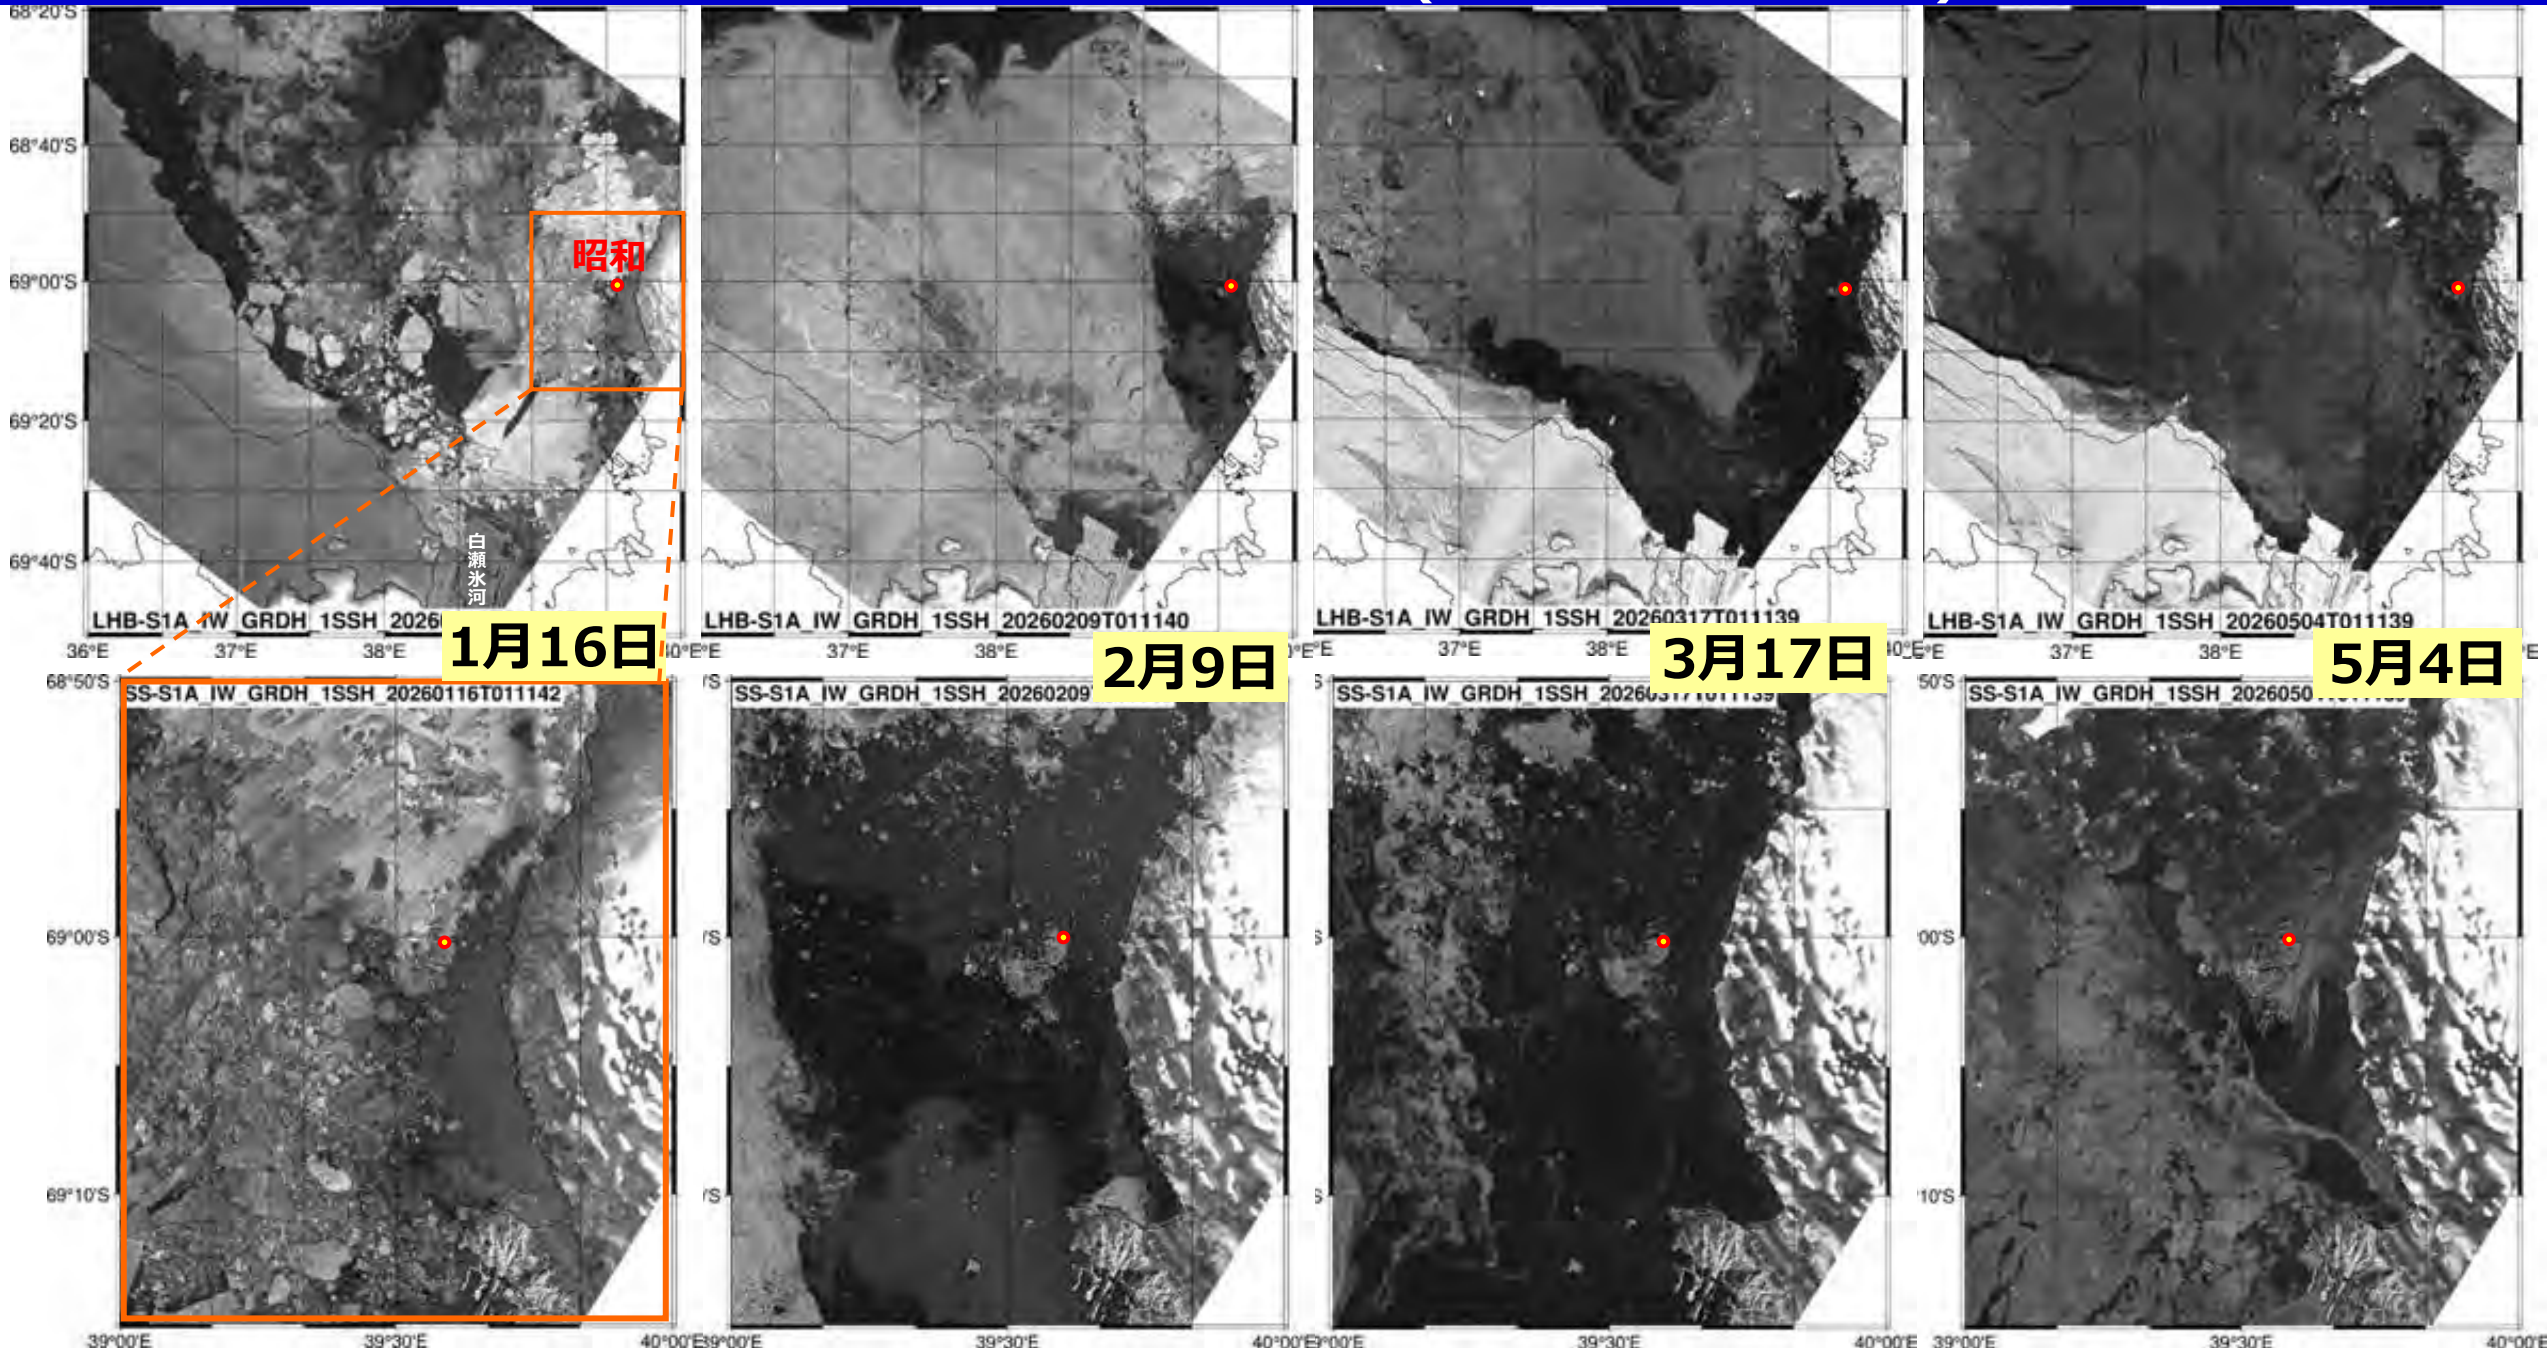 68°20'S
68°40'S
69°00'S
69°20'S
69°40'S
昭和
白瀬氷河
LHB-S1A_IW_GRDH_1SSH_2026
LHB-S1A_IW_GRDH_1SSH_20260209T011140
LHB-S1A_IW_GRDH_1SSH_20260317T011139
LHB-S1A_IW_GRDH_1SSH_20260504T011139
1月16日
2月9日
3月17日
5月4日
36°E
37°E
38°E
37°E
38°E
37°E
38°E
37°E
38°E
68°50'S
SS-S1A_IW_GRDH_1SSH_20260116T011142
SS-S1A_IW_GRDH_1SSH_20260209
SS-S1A_IW_GRDH_1SSH_20260317T011139
69°00'S
69°10'S
39°00'E
39°30'E
40°00'E
39°30'E
40°00'E
39°30'E
40°00'E
39°00'E
39°30'E
40°00'E